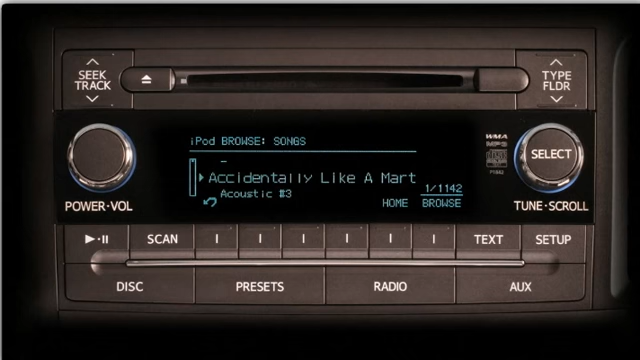 SEEK
TRACK
TYPE
FLDR
iPod BROWSE: SONGS
WMA
MP3
SELECT
Accidentally Like A Mart
Acoustic #3
1/1142
HOME BROWSE
POWER·VOL
TUNE·SCROLL
SCAN
TEXT
SETUP
DISC
PRESETS
RADIO
AUX